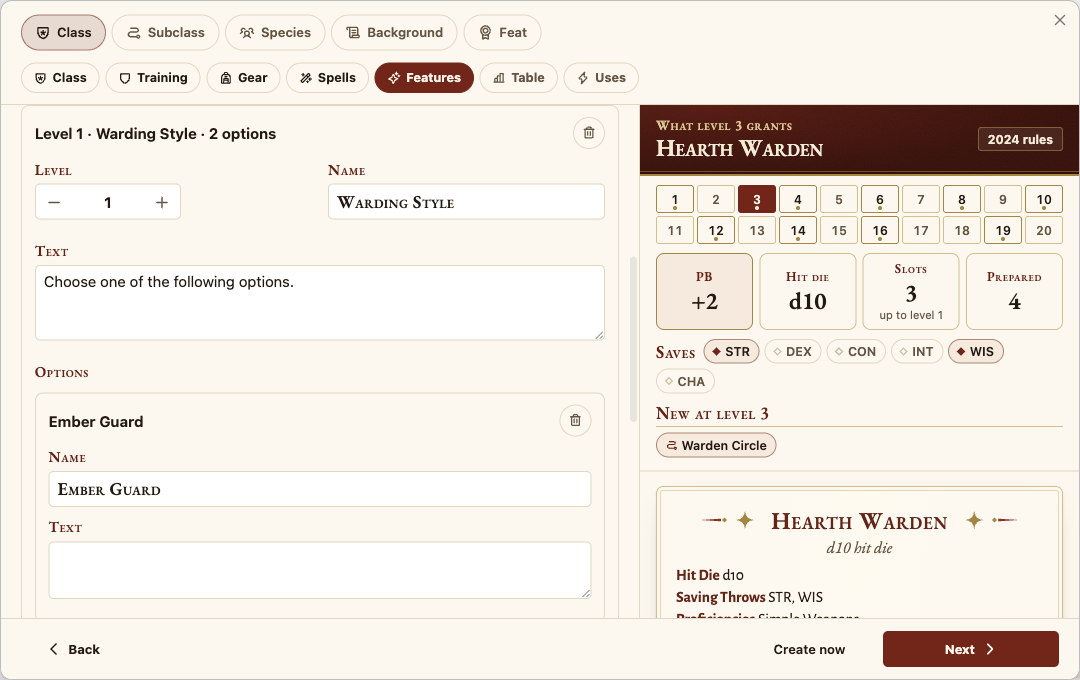 Class Subclass Species Background Feat
Class Training Gear Spells Features Table Uses
Level 1 · Warding Style · 2 options
Level
1
Name
Warding Style
Text
Choose one of the following options.
Options
Ember Guard
Name
Ember Guard
Text
What level 3 grants
Hearth Warden
2024 rules
1 2 3 4 5 6 7 8 9 10
11 12 13 14 15 16 17 18 19 20
PB
+2
Hit die
d10
Slots
3
up to level 1
Prepared
4
Saves STR DEX CON INT WIS
CHA
New at level 3
Warden Circle
Hearth Warden
d10 hit die
Hit Die d10
Saving Throws STR, WIS
Proficiencies Simple Weapons
Back
Create now
Next